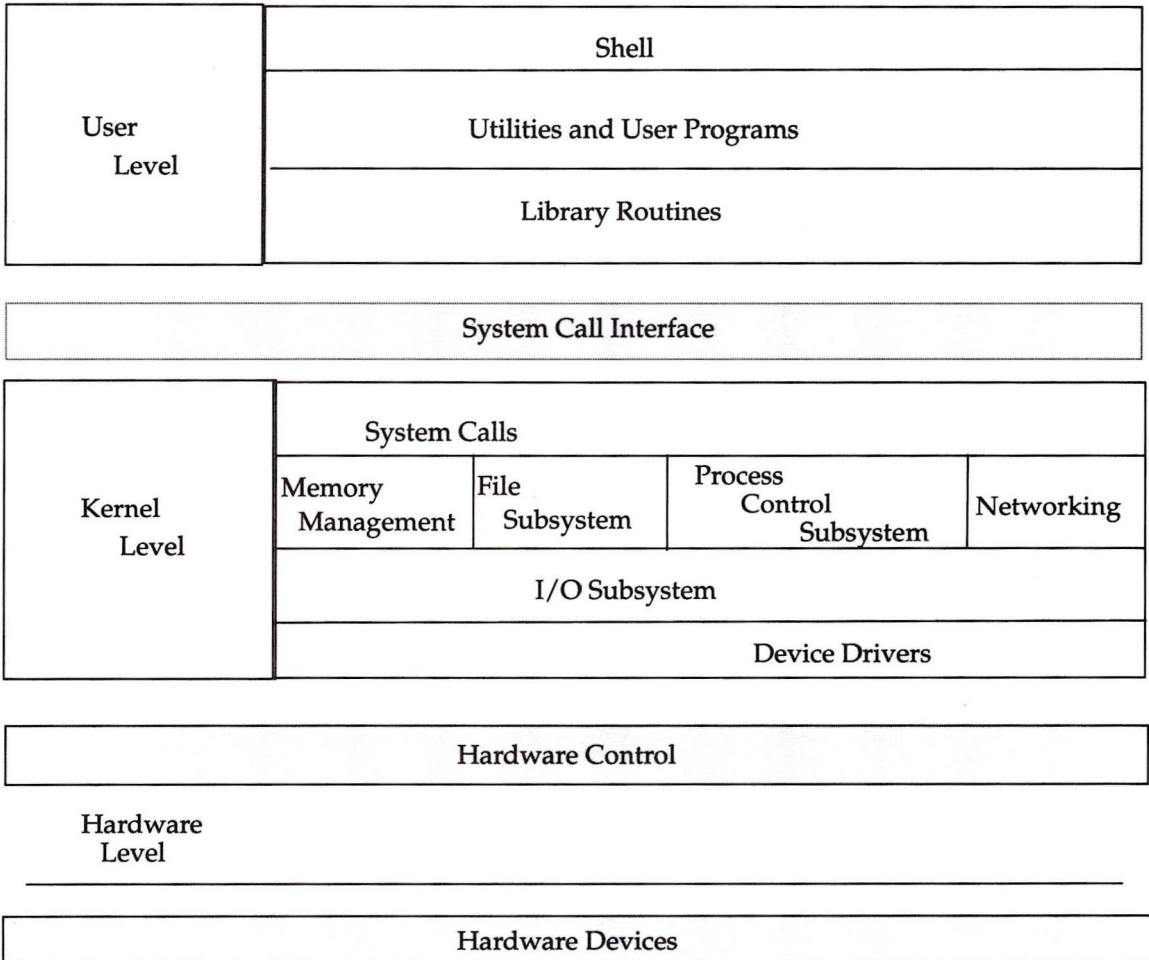 Shell
User
Level
Utilities and User Programs
Library Routines
System Call Interface
System Calls
Kernel
Level
Memory
Management
File
Subsystem
Process
Control
Subsystem
Networking
I/O Subsystem
Device Drivers
Hardware Control
Hardware
Level
Hardware Devices